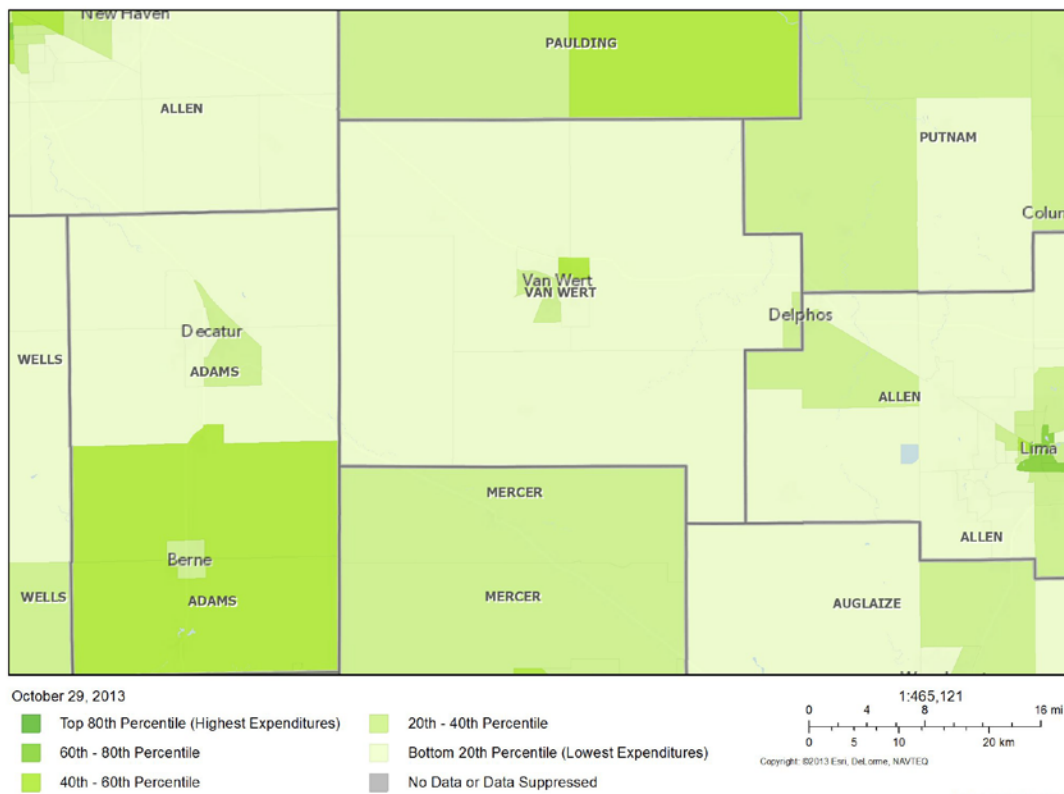 New Haven
PAULDING
ALLEN
PUTNAM
Colum
Van Wert
VAN WERT
Delphos
Decatur
WELLS
ADAMS
ALLEN
Lima
MERCER
ALLEN
Berne
WELLS
ADAMS
MERCER
AUGLAIZE
October 29, 2013
1:465,121
Top 80th Percentile (Highest Expenditures)
60th - 80th Percentile
40th - 60th Percentile
20th - 40th Percentile
Bottom 20th Percentile (Lowest Expenditures)
No Data or Data Suppressed
0 4 8 16 mi
0 5 10 20 km
Copyright: ©2013 Esri, DeLorme, NAVTEQ